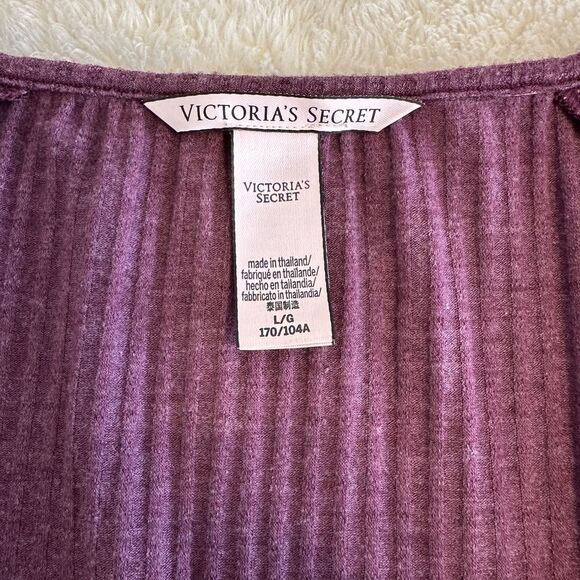 VICTORIA'S SECRET
VICTORIA'S
SECRET
made in thailand/
fabriqué en thaïlande/
hecho en tailandia/
fabbricato in thailandia/
泰国制造
L/G
170/104A